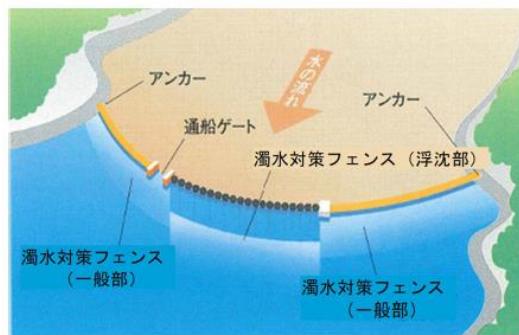 アンカー
水の流れ
アンカー
通船ゲート
濁水対策フェンス（浮沈部）
濁水対策フェンス
（一般部）
濁水対策フェンス
（一般部）